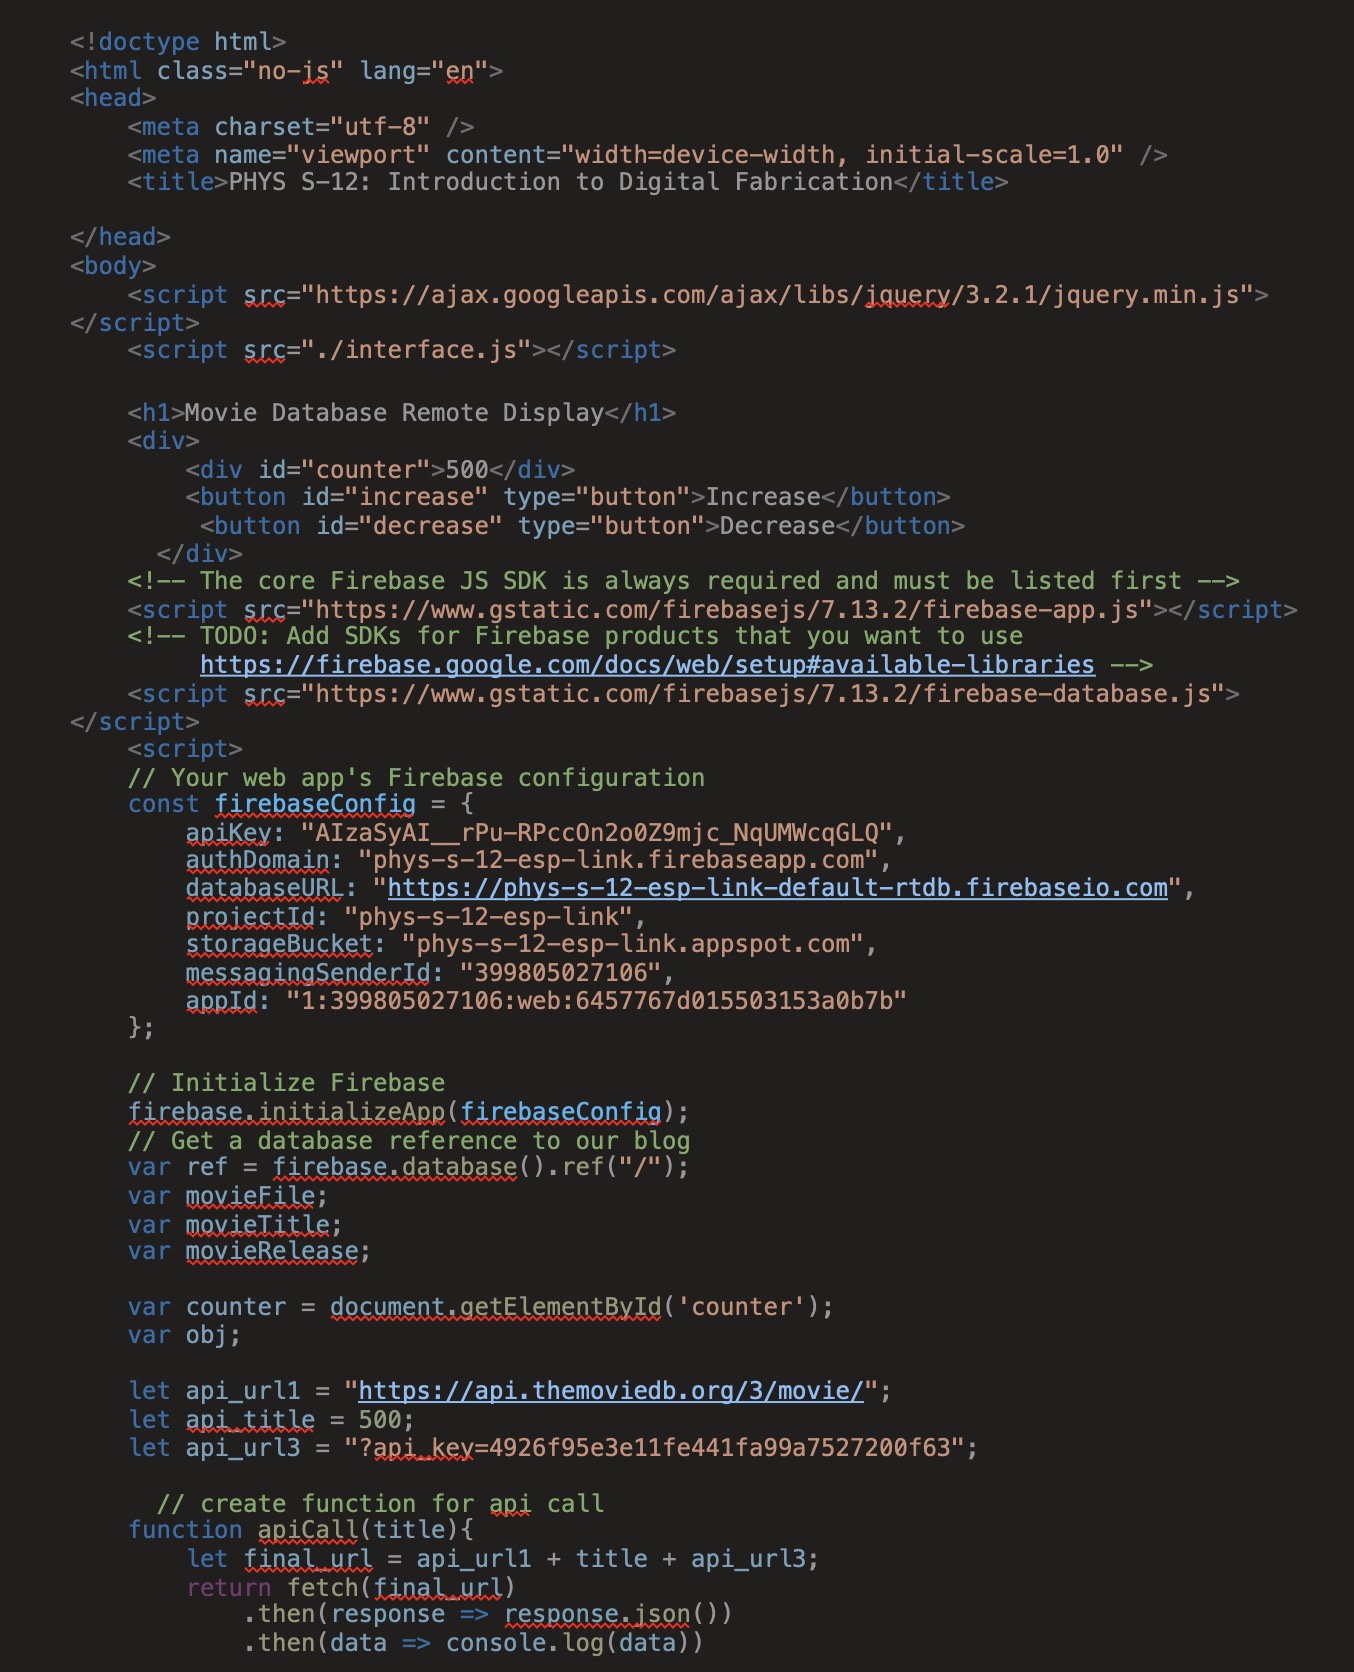 <!doctype html>
<html class="no-js" lang="en">
<head>
    <meta charset="utf-8" />
    <meta name="viewport" content="width=device-width, initial-scale=1.0" />
    <title>PHYS S-12: Introduction to Digital Fabrication</title>

</head>
<body>
    <script src="https://ajax.googleapis.com/ajax/libs/jquery/3.2.1/jquery.min.js">
</script>
    <script src="./interface.js"></script>

    <h1>Movie Database Remote Display</h1>
    <div>
        <div id="counter">500</div>
        <button id="increase" type="button">Increase</button>
         <button id="decrease" type="button">Decrease</button>
      </div>
    <!-- The core Firebase JS SDK is always required and must be listed first -->
    <script src="https://www.gstatic.com/firebasejs/7.13.2/firebase-app.js"></script>
    <!-- TODO: Add SDKs for Firebase products that you want to use
         https://firebase.google.com/docs/web/setup#available-libraries -->
    <script src="https://www.gstatic.com/firebasejs/7.13.2/firebase-database.js">
</script>
    <script>
    // Your web app's Firebase configuration
    const firebaseConfig = {
        apiKey: "AIzaSyAI__rPu-RPccOn2o0Z9mjc_NqUMWcqGLQ",
        authDomain: "phys-s-12-esp-link.firebaseapp.com",
        databaseURL: "https://phys-s-12-esp-link-default-rtdb.firebaseio.com",
        projectId: "phys-s-12-esp-link",
        storageBucket: "phys-s-12-esp-link.appspot.com",
        messagingSenderId: "399805027106",
        appId: "1:399805027106:web:6457767d015503153a0b7b"
    };

    // Initialize Firebase
    firebase.initializeApp(firebaseConfig);
    // Get a database reference to our blog
    var ref = firebase.database().ref("/");
    var movieFile;
    var movieTitle;
    var movieRelease;

    var counter = document.getElementById('counter');
    var obj;

    let api_url1 = "https://api.themoviedb.org/3/movie/";
    let api_title = 500;
    let api_url3 = "?api_key=4926f95e3e11fe441fa99a7527200f63";

      // create function for api call
    function apiCall(title){
        let final_url = api_url1 + title + api_url3;
        return fetch(final_url)
            .then(response => response.json())
            .then(data => console.log(data))